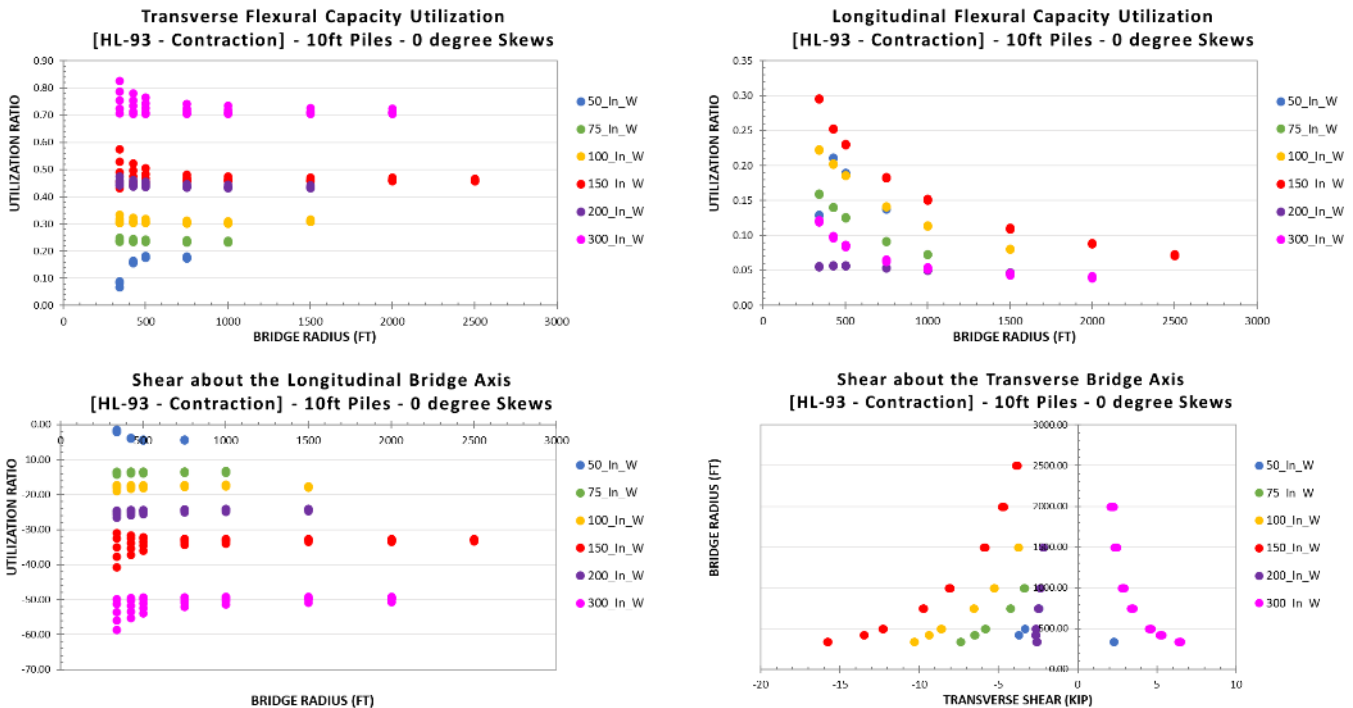 Transverse Flexural Capacity Utilization
[HL-93 - Contraction] - 10ft Piles - 0 degree Skews
UTILIZATION RATIO
0.90
0.80
0.70
0.60
0.50
0.40
0.30
0.20
0.10
0.00
0
500
1000
1500
2000
2500
3000
BRIDGE RADIUS (FT)
50_In_W
75_In_W
100_In_W
150_In_W
200_In_W
300_In_W
Longitudinal Flexural Capacity Utilization
[HL-93 - Contraction] - 10ft Piles - 0 degree Skews
UTILIZATION RATIO
0.35
0.30
0.25
0.20
0.15
0.10
0.05
0.00
0
500
1000
1500
2000
2500
3000
BRIDGE RADIUS (FT)
50_In_W
75_In_W
100_In_W
150_In_W
200_In_W
300_In_W
Shear about the Longitudinal Bridge Axis
[HL-93 - Contraction] - 10ft Piles - 0 degree Skews
UTILIZATION RATIO
0.00
10.00
-20.00
-30.00
-40.00
-50.00
-60.00
-70.00
0
500
1000
1500
2000
2500
3000
BRIDGE RADIUS (FT)
50_In_W
75_In_W
100_In_W
150_In_W
200_In_W
300_In_W
Shear about the Transverse Bridge Axis
[HL-93 - Contraction] - 10ft Piles - 0 degree Skews
BRIDGE RADIUS (FT)
3000.00
2500.00
2000.00
1500.00
1000.00
500.00
0.00
-20
-15
-10
-5
0
5
10
TRANSVERSE SHEAR (KIP)
50_In_W
75 In W
100_In_W
150_In_W
200_In_W
300_In_W